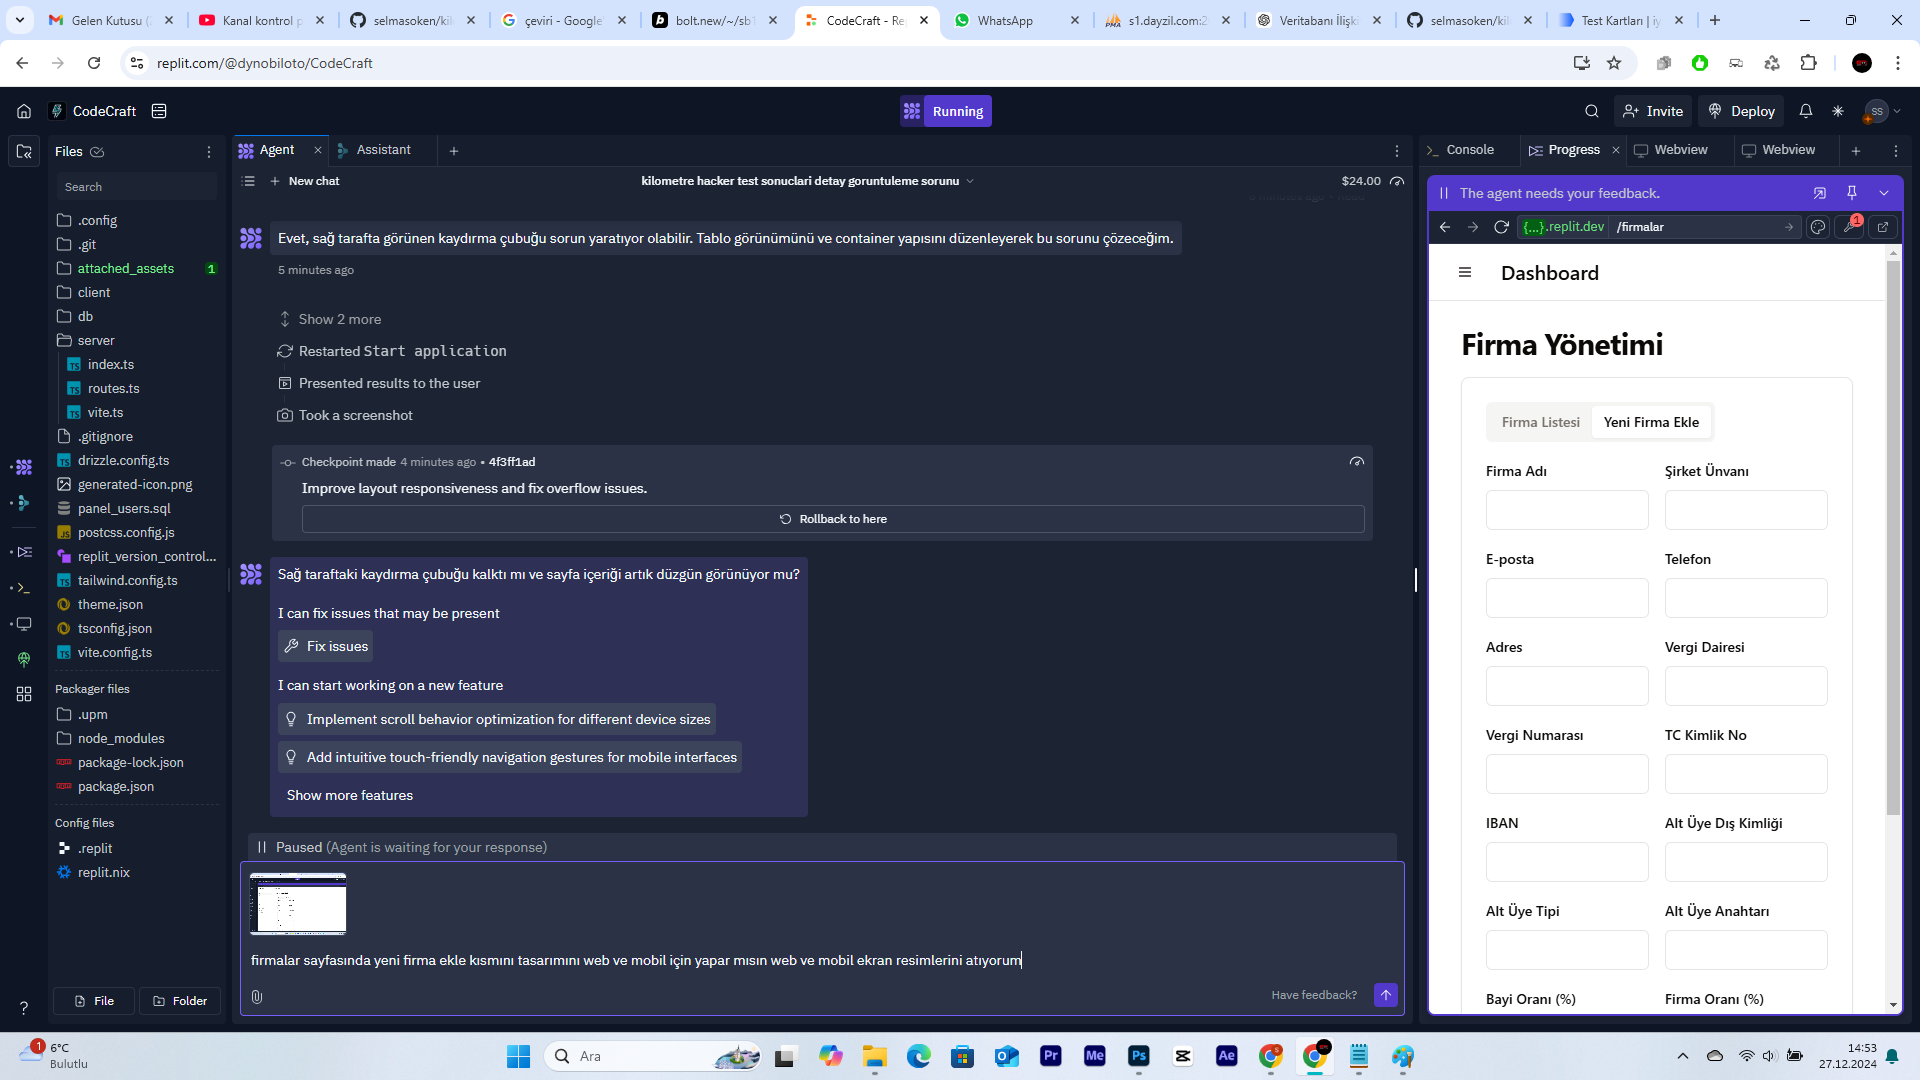 Gelen Kutusu (
Kanal kontrol p
selmasoken/kil
çeviri - Google'
bolt.new/~/sb1
CodeCraft - Re
WhatsApp
s1.dayzil.com:2
Veritabanı İlişki
selmasoken/kil
Test Kartları | iy
replit.com/@dynobiloto/CodeCraft
CodeCraft
Running
Invite
Deploy
SS
Files
Agent
Assistant
Console
Progress
Webview
Webview
Search
New chat
kilometre hacker test sonuclari detay goruntuleme sorunu
$24.00
The agent needs your feedback.
{...}.replit.dev
/firmalar
1
.config
.git
attached_assets 1
client
db
server
index.ts
routes.ts
vite.ts
.gitignore
drizzle.config.ts
generated-icon.png
panel_users.sql
postcss.config.js
replit_version_control...
tailwind.config.ts
theme.json
tsconfig.json
vite.config.ts
Packager files
.upm
node_modules
package-lock.json
package.json
Config files
.replit
replit.nix
File
Folder
Evet, sağ tarafta görünen kaydırma çubuğu sorun yaratıyor olabilir. Tablo görünümünü ve container yapısını düzenleyerek bu sorunu çözeceğim.
5 minutes ago
Show 2 more
Restarted Start application
Presented results to the user
Took a screenshot
Checkpoint made 4 minutes ago • 4f3ff1ad
Improve layout responsiveness and fix overflow issues.
Rollback to here
Sağ taraftaki kaydırma çubuğu kalktı mı ve sayfa içeriği artık düzgün görünüyor mu?
I can fix issues that may be present
Fix issues
I can start working on a new feature
Implement scroll behavior optimization for different device sizes
Add intuitive touch-friendly navigation gestures for mobile interfaces
Show more features
Paused (Agent is waiting for your response)
firmalar sayfasında yeni firma ekle kısmını tasarımını web ve mobil için yapar mısın web ve mobil ekran resimlerini atıyorum
Have feedback?
Dashboard
Firma Yönetimi
Firma Listesi
Yeni Firma Ekle
Firma Adı
Şirket Ünvanı
E-posta
Telefon
Adres
Vergi Dairesi
Vergi Numarası
TC Kimlik No
IBAN
Alt Üye Dış Kimliği
Alt Üye Tipi
Alt Üye Anahtarı
Bayi Oranı (%)
Firma Oranı (%)
1
6°C
Bulutlu
Ara
Pr
Me
Ps
Ae
14:53
27.12.2024